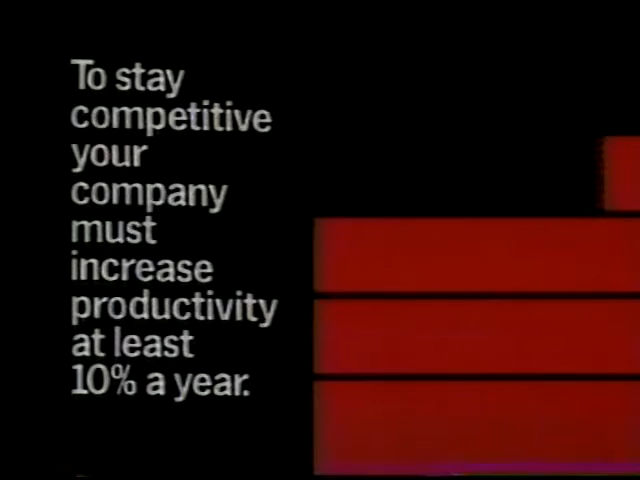 To stay
competitive
your
company
must
increase
productivity
at least
10% a year.